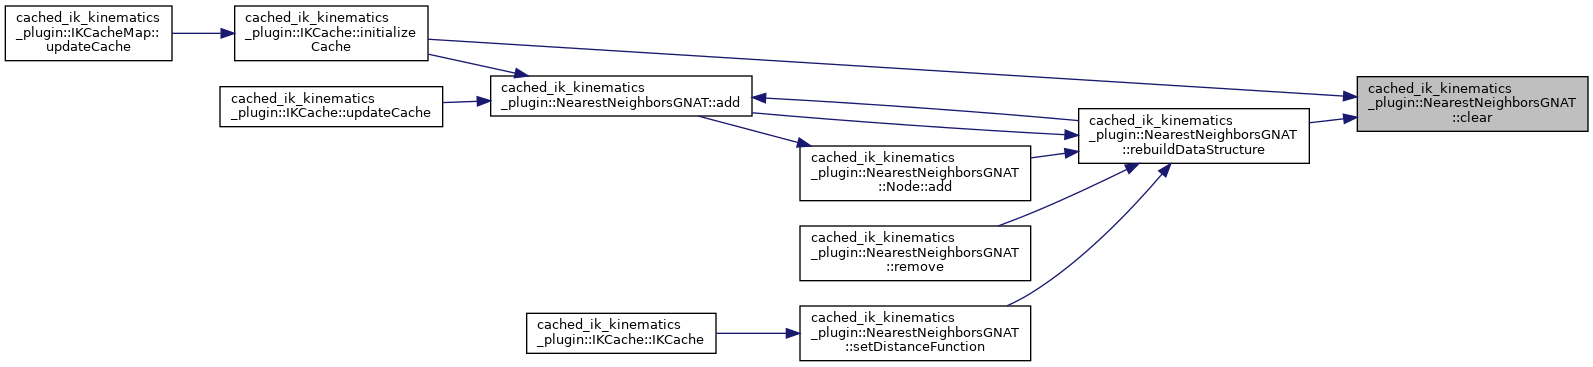 cached_ik_kinematics
_plugin::IKCacheMap::
updateCache
cached_ik_kinematics
_plugin::IKCache::initialize
Cache
cached_ik_kinematics
_plugin::IKCache::updateCache
cached_ik_kinematics
_plugin::NearestNeighborsGNAT::add
cached_ik_kinematics
_plugin::IKCache::IKCache
cached_ik_kinematics
_plugin::NearestNeighborsGNAT
::Node::add
cached_ik_kinematics
_plugin::NearestNeighborsGNAT
::remove
cached_ik_kinematics
_plugin::NearestNeighborsGNAT
::setDistanceFunction
cached_ik_kinematics
_plugin::NearestNeighborsGNAT
::rebuildDataStructure
cached_ik_kinematics
_plugin::NearestNeighborsGNAT
::clear